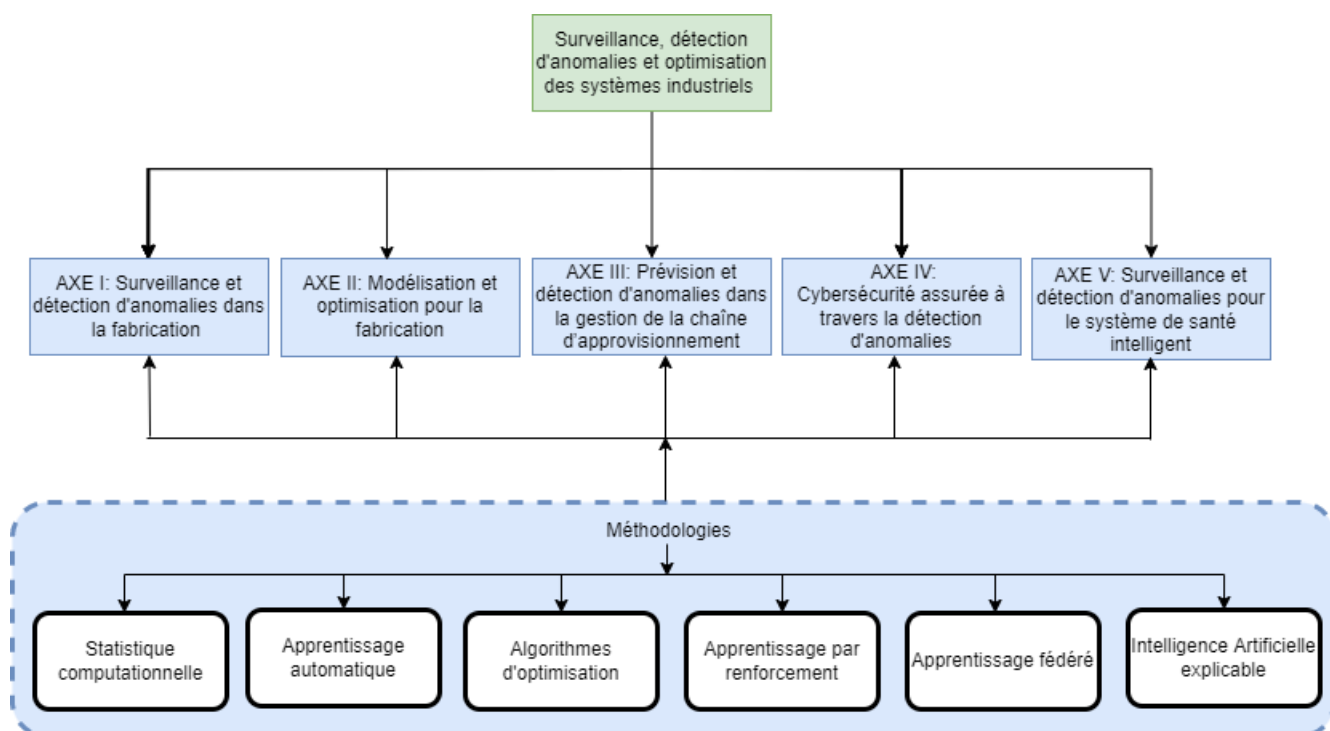 Surveillance, détection
d'anomalies et optimisation
des systèmes industriels
AXE I: Surveillance et
détection d'anomalies dans
la fabrication
AXE II: Modélisation et
optimisation pour la
fabrication
AXE III: Prévision et
détection d'anomalies dans
la gestion de la chaîne
d'approvisionnement
AXE IV:
Cybersécurité assurée à
travers la détection
d'anomalies
AXE V: Surveillance et
détection d'anomalies pour
le système de santé
intelligent
Méthodologies
Statistique
computationnelle
Apprentissage
automatique
Algorithmes
d'optimisation
Apprentissage par
renforcement
Apprentissage fédéré
Intelligence Artificielle
explicable